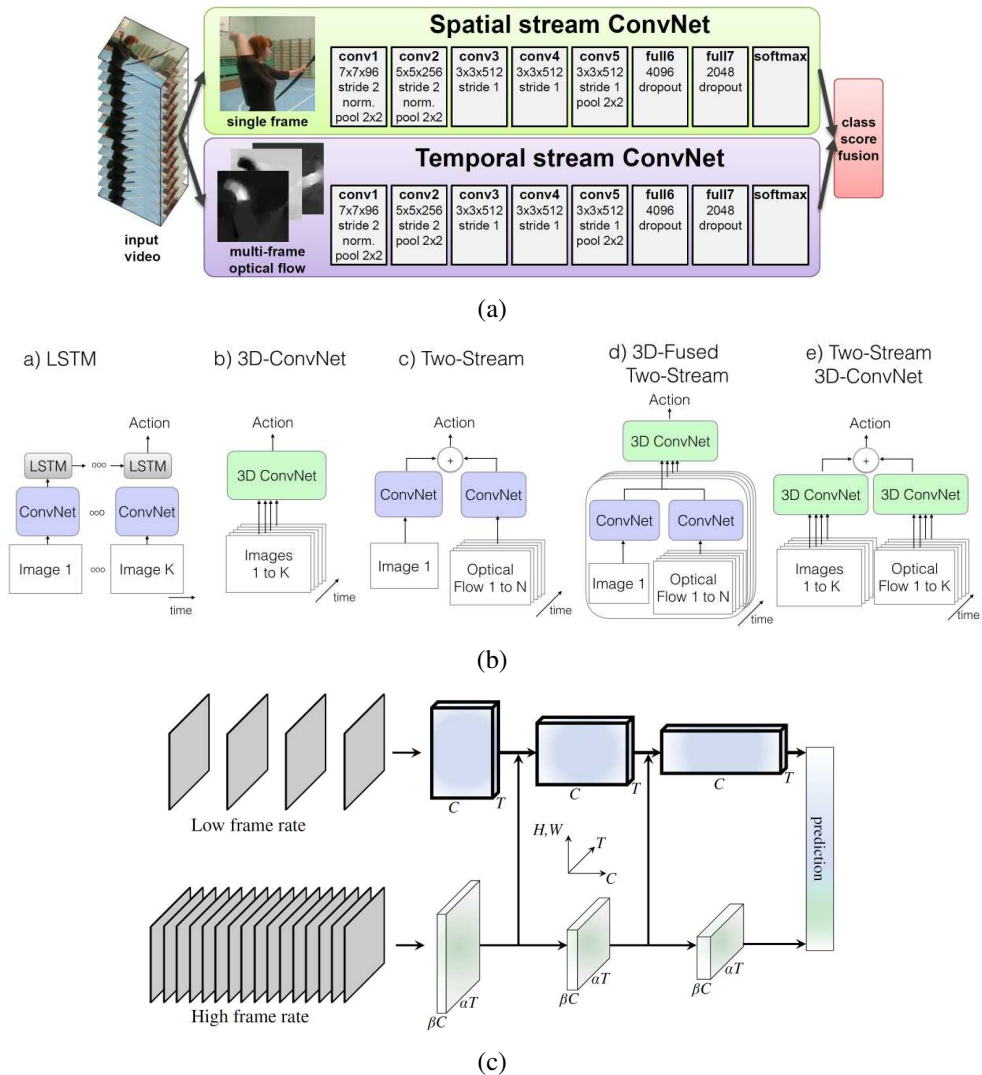 Spatial stream ConvNet
conv1
7x7x96
stride 2
norm.
pool 2x2
conv2
5x5x256
stride 2
norm.
pool 2x2
conv3
3x3x512
stride 1
conv4
3x3x512
stride 1
conv5
3x3x512
stride 1
pool 2x2
full6
4096
dropout
full7
2048
dropout
softmax
single frame
Temporal stream ConvNet
conv1
7x7x96
stride 2
norm.
pool 2x2
conv2
5x5x256
stride 2
pool 2x2
conv3
3x3x512
stride 1
conv4
3x3x512
stride 1
conv5
3x3x512
stride 1
pool 2x2
full6
4096
dropout
full7
2048
dropout
softmax
multi-frame
optical flow
input
video
class
score
fusion
(a)
a) LSTM
Action
LSTM
LSTM
ConvNet
ConvNet
Image 1
Image K
time
b) 3D-ConvNet
Action
3D ConvNet
Images
1 to K
time
c) Two-Stream
Action
+
ConvNet
ConvNet
Image 1
Optical
Flow 1 to N
time
d) 3D-Fused
Two-Stream
Action
3D ConvNet
ConvNet
ConvNet
Image 1
Optical
Flow 1 to N
time
e) Two-Stream
3D-ConvNet
Action
+
3D ConvNet
3D ConvNet
Images
1 to K
Optical
Flow 1 to K
time
(b)
Low frame rate
C
T
C
T
C
T
H,W
T
C
prediction
High frame rate
βC
αT
βC
αT
βC
αT
(c)